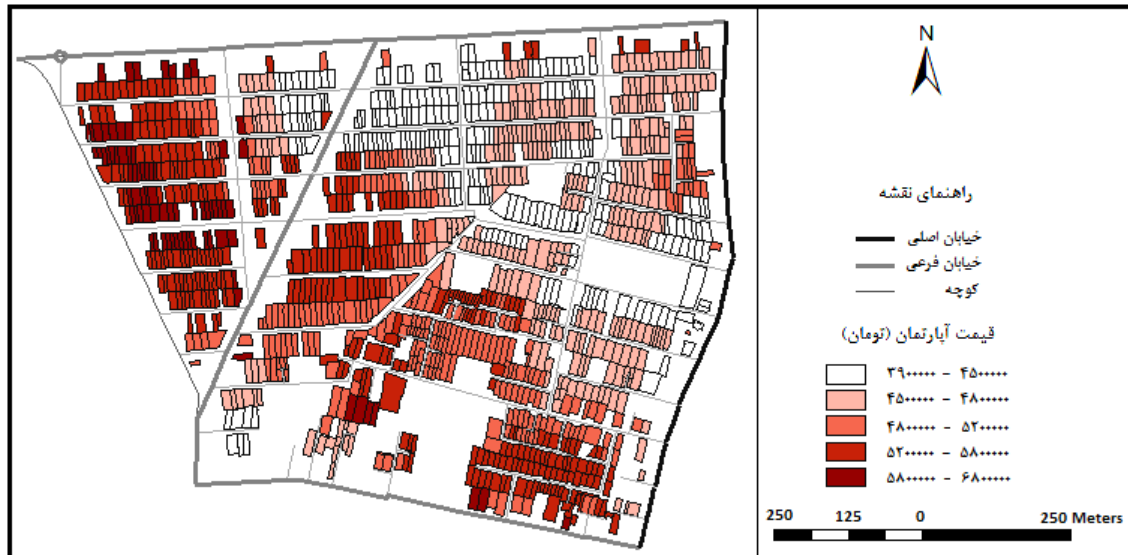 N
راهنمای نقشه
خیابان اصلی
خیابان فرعی
کوچه
قیمت آپارتمان (تومان)
۳۹۰۰۰۰۰ - ۴۵۰۰۰۰۰
۴۵۰۰۰۰۰ - ۴۸۰۰۰۰۰
۴۸۰۰۰۰۰ - ۵۲۰۰۰۰۰
۵۲۰۰۰۰۰ - ۵۸۰۰۰۰۰
۵۸۰۰۰۰۰ - ۶۸۰۰۰۰۰
250 125 0 250 Meters